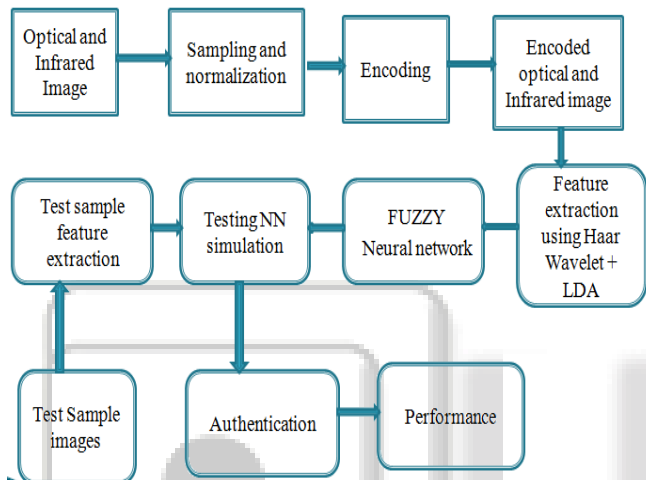 Optical and
Infrared
Image
Sampling and
normalization
Encoding
Encoded
optical and
Infrared image
Test sample
feature
extraction
Testing NN
simulation
FUZZY
Neural network
Feature
extraction
using Haar
Wavelet +
LDA
Test Sample
images
Authentication
Performance